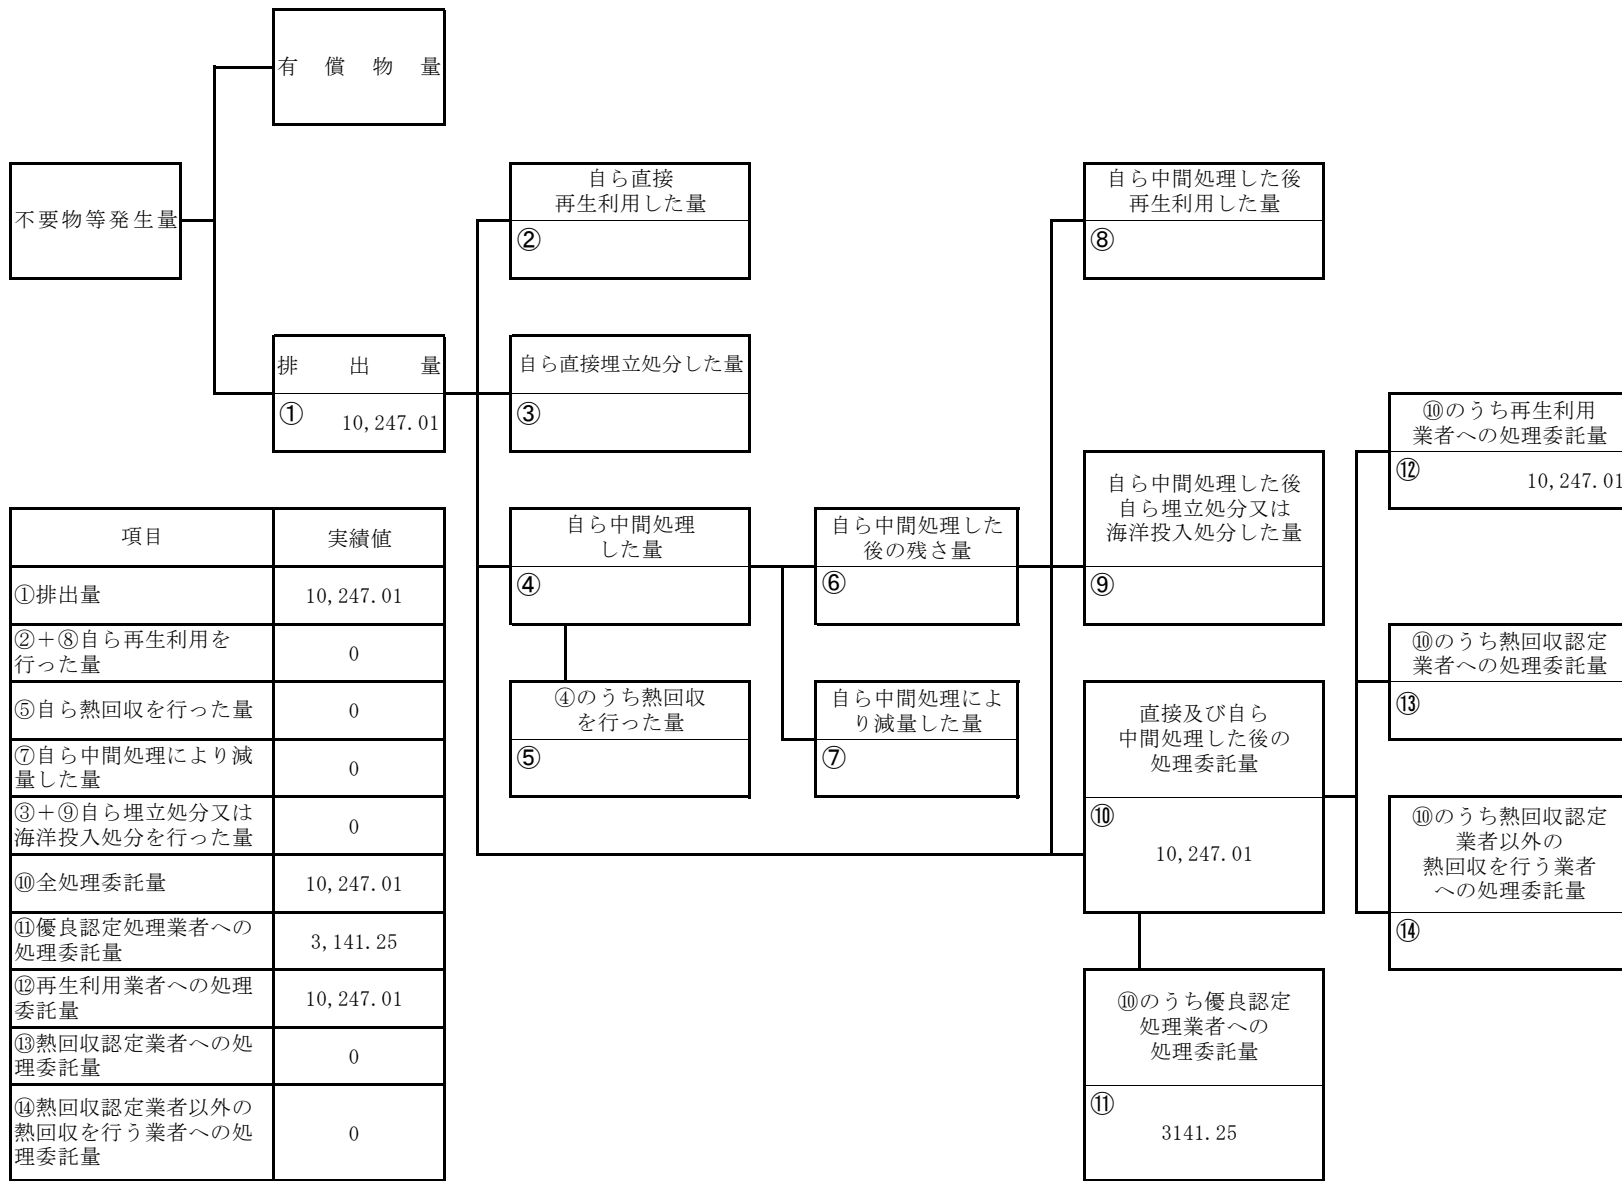 有償物量
不要物等発生量
排出量
① 10,247.01
自ら直接
再生利用した量
②
自ら直接埋立処分した量
③
自ら中間処理
した量
④
④のうち熱回収
を行った量
⑤
自ら中間処理した
後の残さ量
⑥
自ら中間処理によ
り減量した量
⑦
自ら中間処理した後
再生利用した量
⑧
自ら中間処理した後
自ら埋立処分又は
海洋投入処分した量
⑨
直接及び自ら
中間処理した後の
処理委託量
⑩
10,247.01
⑩のうち優良認定
処理業者への
処理委託量
⑪
3141.25
⑩のうち再生利用
業者への処理委託量
⑫ 10,247.01
⑩のうち熱回収認定
業者への処理委託量
⑬
⑩のうち熱回収認定
業者以外の
熱回収を行う業者
への処理委託量
⑭
項目 実績値
①排出量 10,247.01
②＋⑧自ら再生利用を
行った量 0
⑤自ら熱回収を行った量 0
⑦自ら中間処理により減
量した量 0
③＋⑨自ら埋立処分又は
海洋投入処分を行った量 0
⑩全処理委託量 10,247.01
⑪優良認定処理業者への
処理委託量 3,141.25
⑫再生利用業者への処理
委託量 10,247.01
⑬熱回収認定業者への処
理委託量 0
⑭熱回収認定業者以外の
熱回収を行う業者への処
理委託量 0